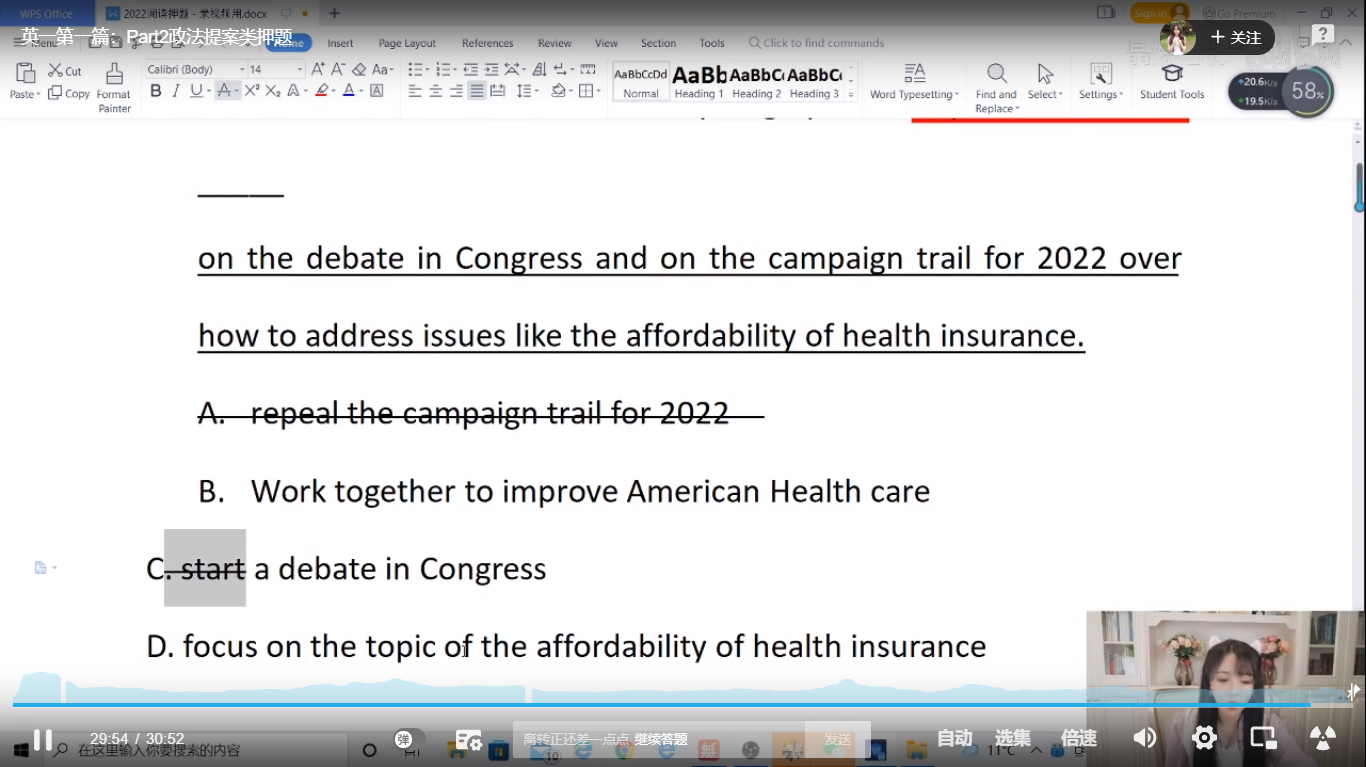 WPS Office
2022阅读押题 - 录视频用.docx
Sign in
Go Premium
英一第一篇：Part2政法提案类押题
Menu
Home
Insert
Page Layout
References
Review
View
Section
Tools
Click to find commands
+ 关注
Cut
Paste
Copy
Format
Painter
Calibri (Body)
14
AaBbCcDd
Normal
AaBb
Heading 1
AaBbC
Heading 2
AaBbC
Heading 3
Word Typesetting
Find and
Replace
Select
Settings
Student Tools
+20.6K/s
+19.5K/s
58%
on the debate in Congress and on the campaign trail for 2022 over
how to address issues like the affordability of health insurance.
A. repeal the campaign trail for 2022
B. Work together to improve American Health care
C. start a debate in Congress
D. focus on the topic of the affordability of health insurance
29:54 / 30:52
在这里输入你要搜索的内容
弹
离转正还差一点点 继续答题
发送
自动
选集
倍速
10
11°C